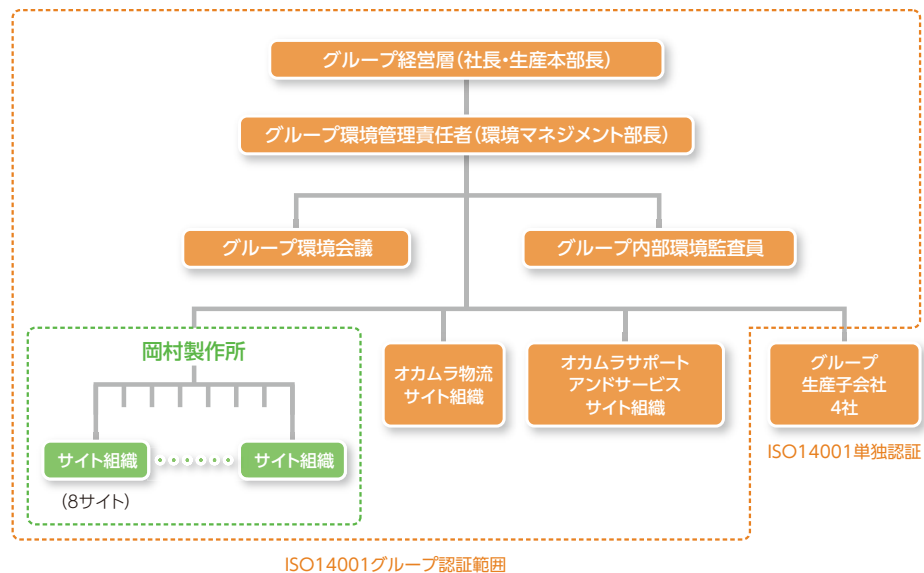 グループ経営層（社長・生産本部長）
グループ環境管理責任者（環境マネジメント部長）
グループ環境会議
グループ内部環境監査員
岡村製作所
サイト組織
サイト組織
（8サイト）
オカムラ物流
サイト組織
オカムラサポート
アンドサービス
サイト組織
グループ
生産子会社
4社
ISO14001単独認証
ISO14001グループ認証範囲